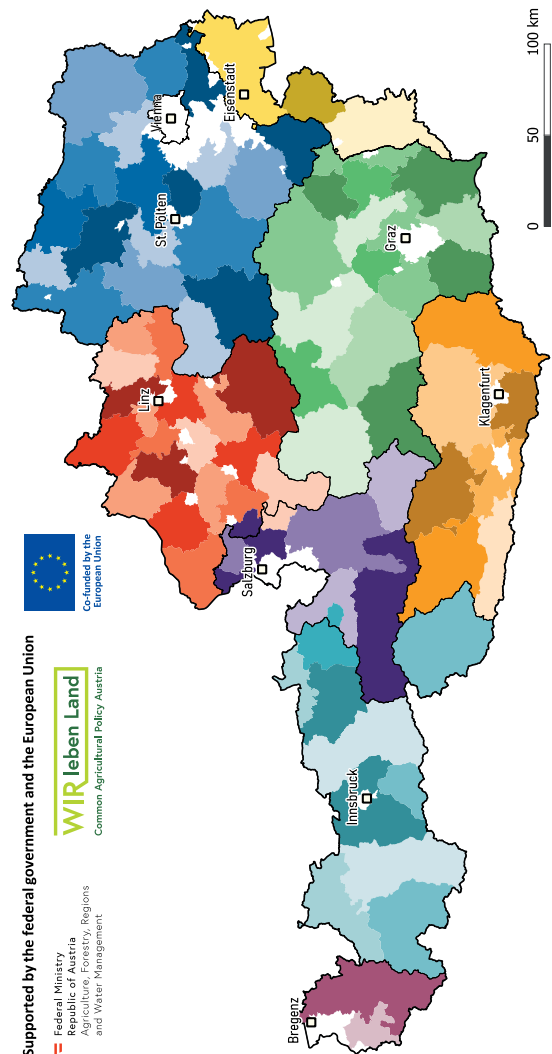 Supported by the federal government and the European Union
Federal Ministry
Republic of Austria
Agriculture, Forestry, Regions
and Water Management
WIR leben Land
Common Agricultural Policy Austria
Co-funded by the
European Union
Vienna
Eisenstadt
St. Pölten
Linz
Salzburg
Graz
Klagenfurt
Innsbruck
Bregenz
0 50 100 km